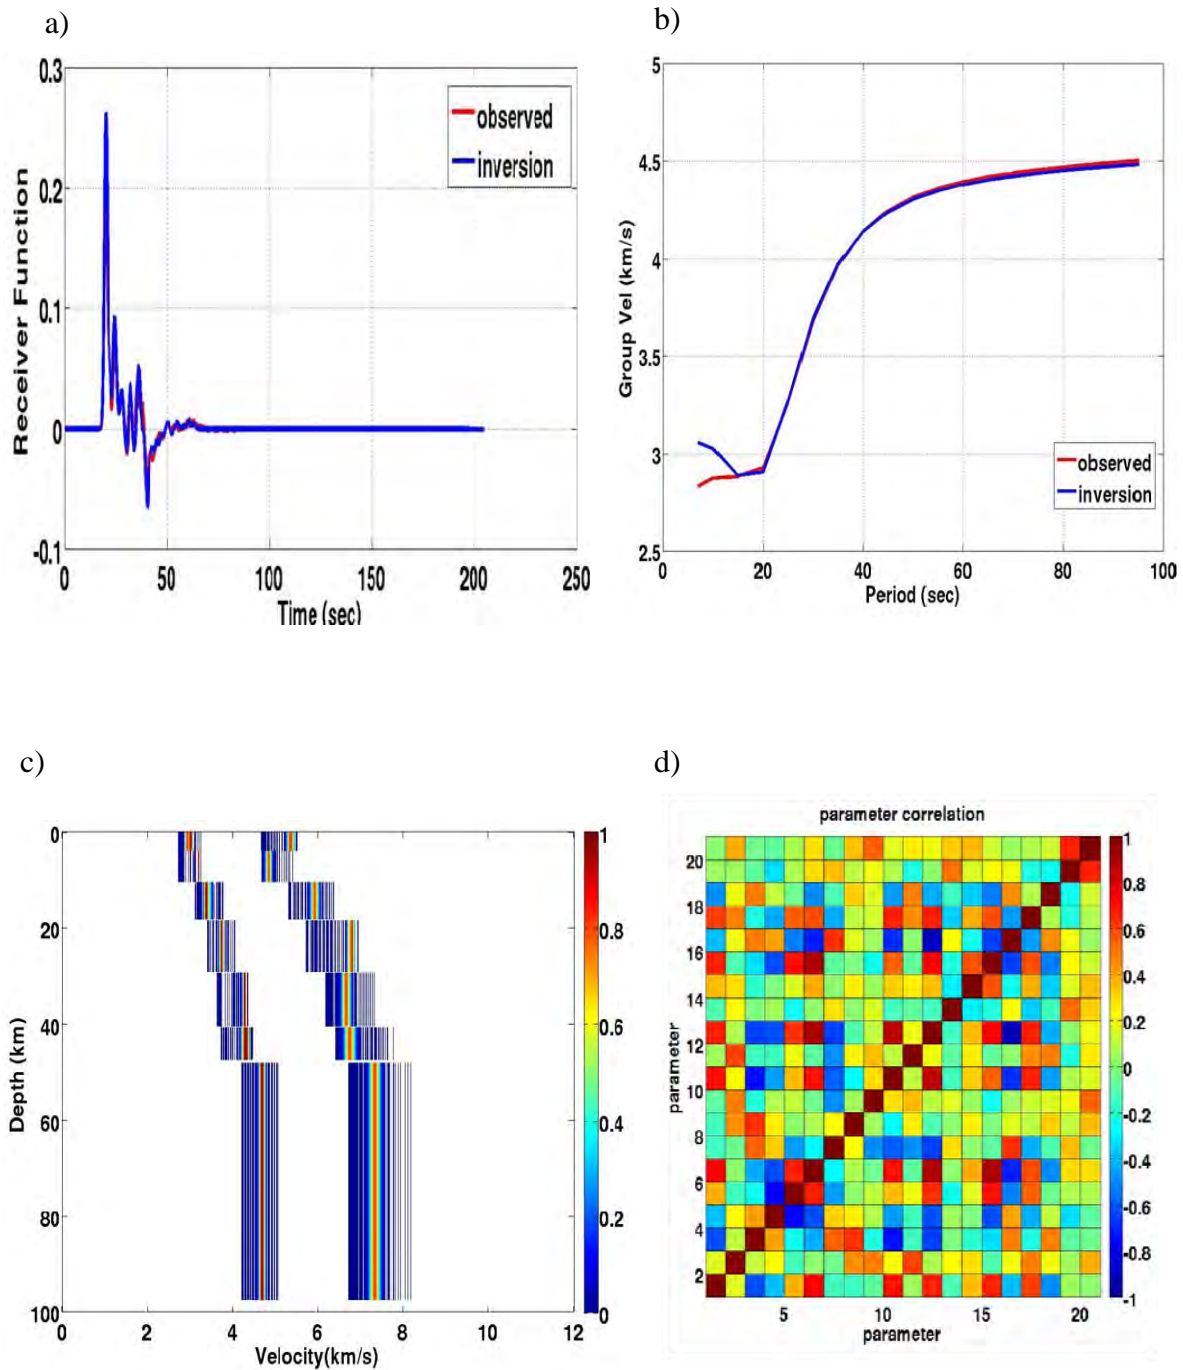 a)
0.3
0.2
0.1
0
-0.1
Receiver Function
observed
inversion
0 50 100 150 200 250
Time (sec)
b)
5
4.5
4
3.5
3
2.5
Group Vel (km/s)
observed
inversion
0 20 40 60 80 100
Period (sec)
c)
0
20
40
60
80
100
Depth (km)
0 2 4 6 8 10 12
Velocity(km/s)
1
0.8
0.6
0.4
0.2
0
d)
parameter correlation
20
18
16
14
12
10
8
6
4
2
parameter
5 10 15 20
parameter
1
0.8
0.6
0.4
0.2
0
-0.2
-0.4
-0.6
-0.8
-1